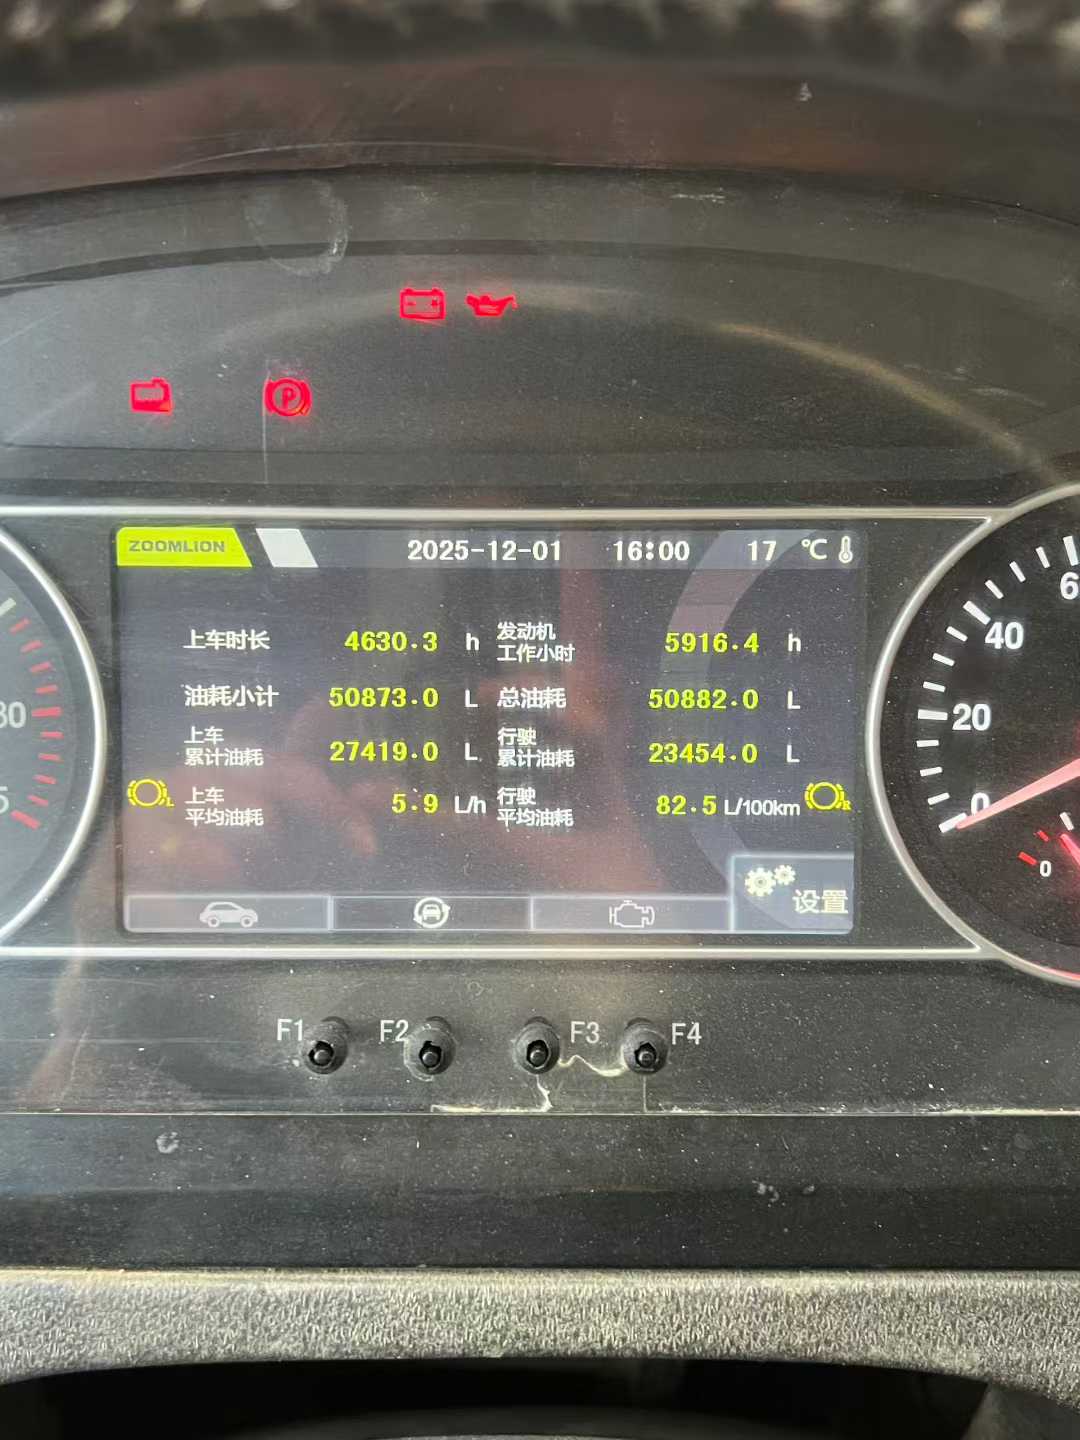 P
ZOOMLION 2025-12-01 16:00 17 ℃
上车时长 4630.3 h 发动机工作小时 5916.4 h
油耗小计 50873.0 L 总油耗 50882.0 L
上车累计油耗 27419.0 L 行驶累计油耗 23454.0 L
L 上车平均油耗 5.9 L/h 行驶平均油耗 82.5 L/100km R
设置
40
20
0
0
F1 F2 F3 F4